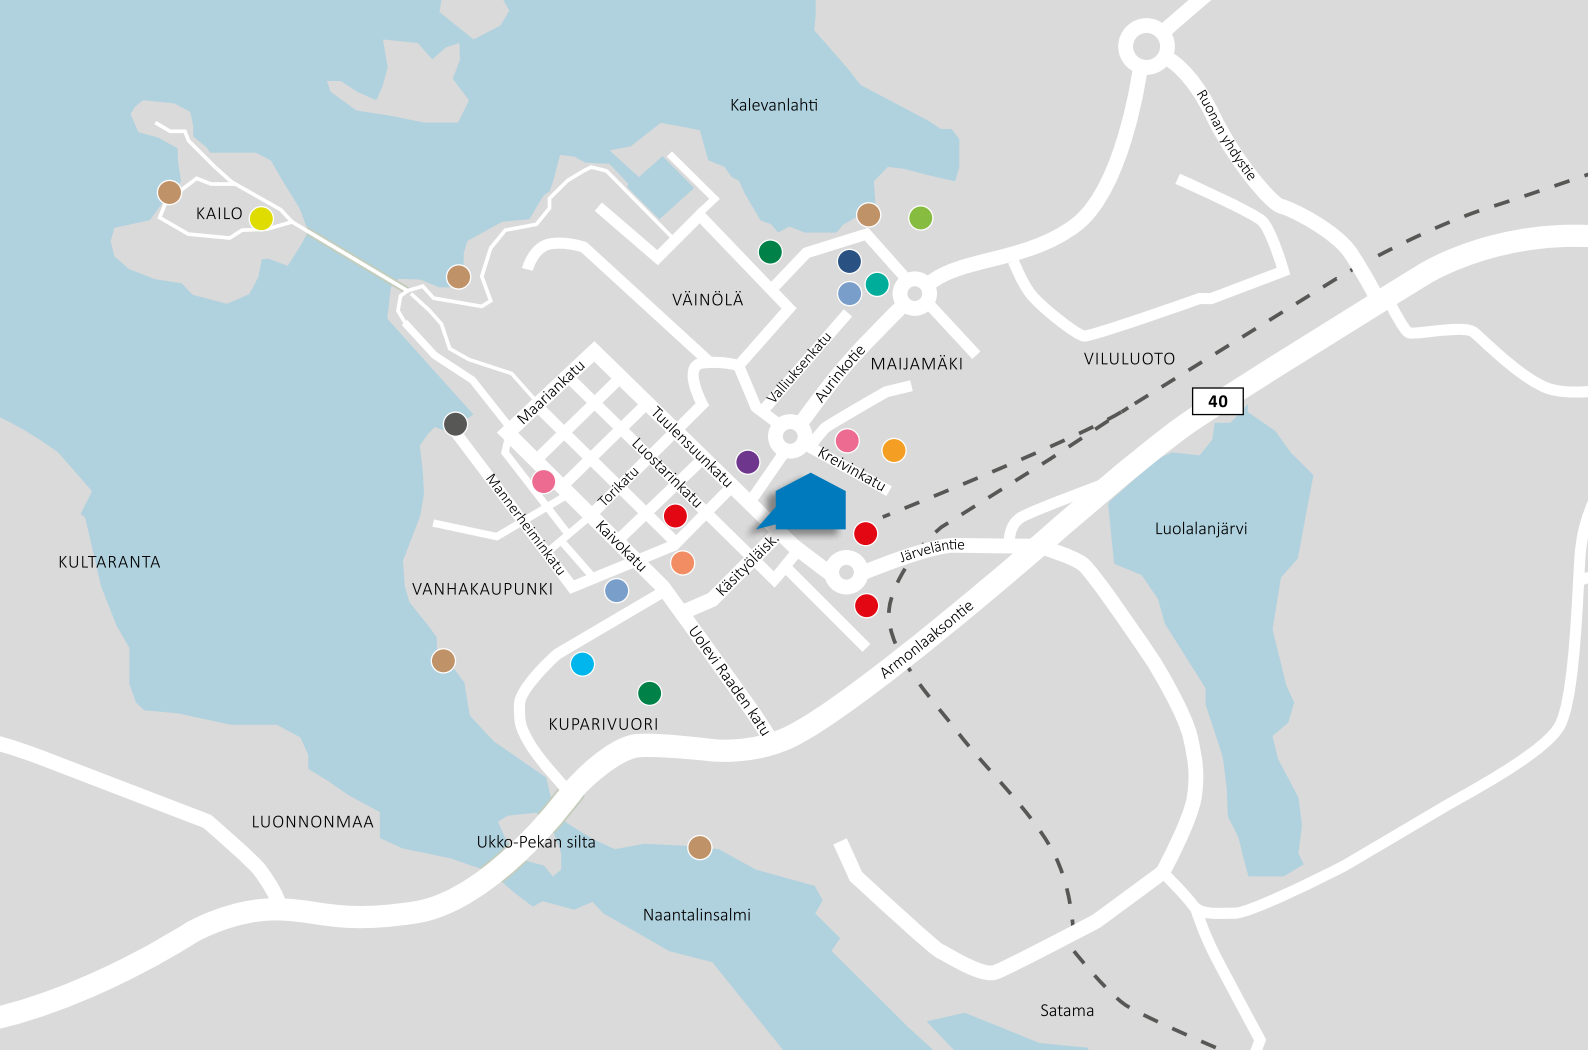 Kalevanlahti
Ruonan yhdystie
KAILO
VÄINÖLÄ
Valliuksenkatu
Aurinkotie
MAIJAMÄKI
VILULUOTO
40
Maariankatu
Tuulensuunkatu
Luostarinkatu
Torikatu
Kreivinkatu
Mannerheiminkatu
Kaivokatu
Käsityöläisk.
Järveläntie
Luolalanjärvi
KULTARANTA
VANHAKAUPUNKI
Uolevi Raaden katu
Armonlaaksontie
KUPARIVUORI
LUONNONMAA
Ukko-Pekan silta
Naantalinsalmi
Satama